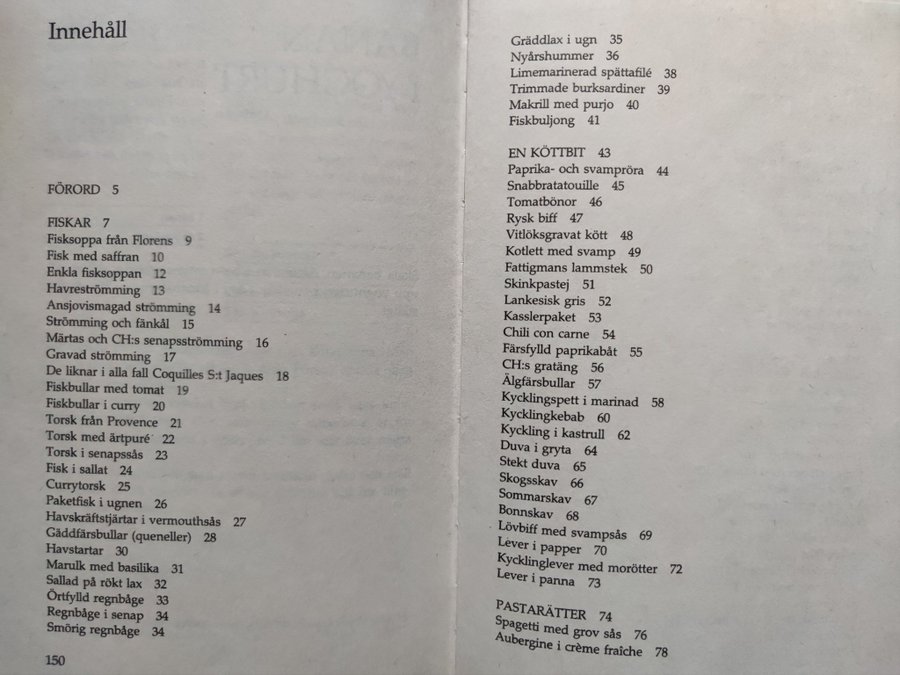 Innehåll
FÖRORD 5
FISKAR 7
Fisksoppa från Florens 9
Fisk med saffran 10
Enkla fisksoppan 12
Havreströmming 13
Ansjovismagad strömming 14
Strömming och fänkål 15
Märtas och CH:s senapsströmming 16
Gravad strömming 17
De liknar i alla fall Coquilles S:t Jaques 18
Fiskbullar med tomat 19
Fiskbullar i curry 20
Torsk från Provence 21
Torsk med ärtpuré 22
Torsk i senapssås 23
Fisk i sallat 24
Currytorsk 25
Paketfisk i ugnen 26
Havskräftstjärtar i vermouthsås 27
Gäddfärsbullar (queneller) 28
Havstartar 30
Marulk med basilika 31
Sallad på rökt lax 32
Örtfylld regnbåge 33
Regnbåge i senap 34
Smörig regnbåge 34
150
Gräddlax i ugn 35
Nyårshummer 36
Limemarinerad spättafilé 38
Trimmade burksardiner 39
Makrill med purjo 40
Fiskbuljong 41
EN KÖTTBIT 43
Paprika- och svampröra 44
Snabbratatouille 45
Tomatbönor 46
Rysk biff 47
Vitlöksgravat kött 48
Kotlett med svamp 49
Fattigmans lammstek 50
Skinkpastej 51
Lankesisk gris 52
Kasslerpaket 53
Chili con carne 54
Färsfylld paprikabåt 55
CH:s gratäng 56
Älgfärsbullar 57
Kycklingspett i marinad 58
Kycklingkebab 60
Kyckling i kastrull 62
Duva i gryta 64
Stekt duva 65
Skogsskav 66
Sommarskav 67
Bonnskav 68
Lövbiff med svampsås 69
Lever i papper 70
Kycklinglever med morötter 72
Lever i panna 73
PASTARÄTTER 74
Spagetti med grov sås 76
Aubergine i crème fraîche 78